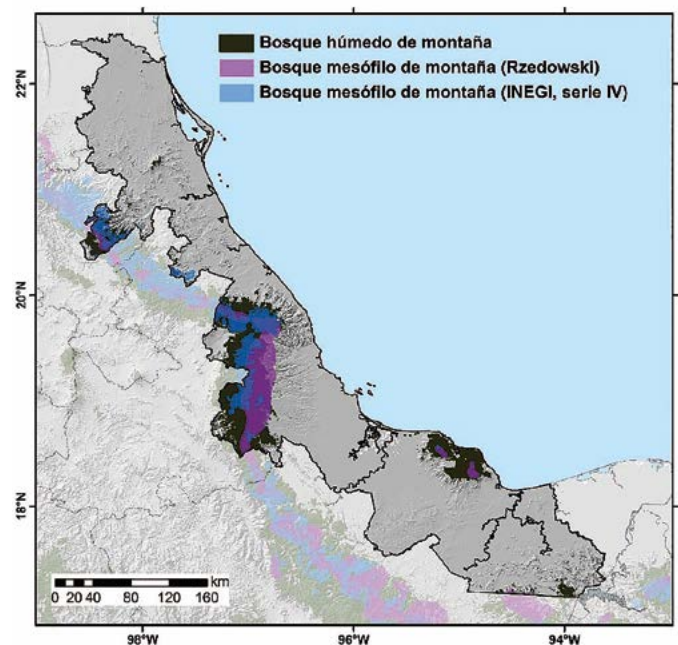 Bosque húmedo de montaña
Bosque mesófilo de montaña (Rzedowski)
Bosque mesófilo de montaña (INEGI, serie IV)
22°N
20°N
18°N
km
0 20 40 80 120 160
98°W 96°W 94°W